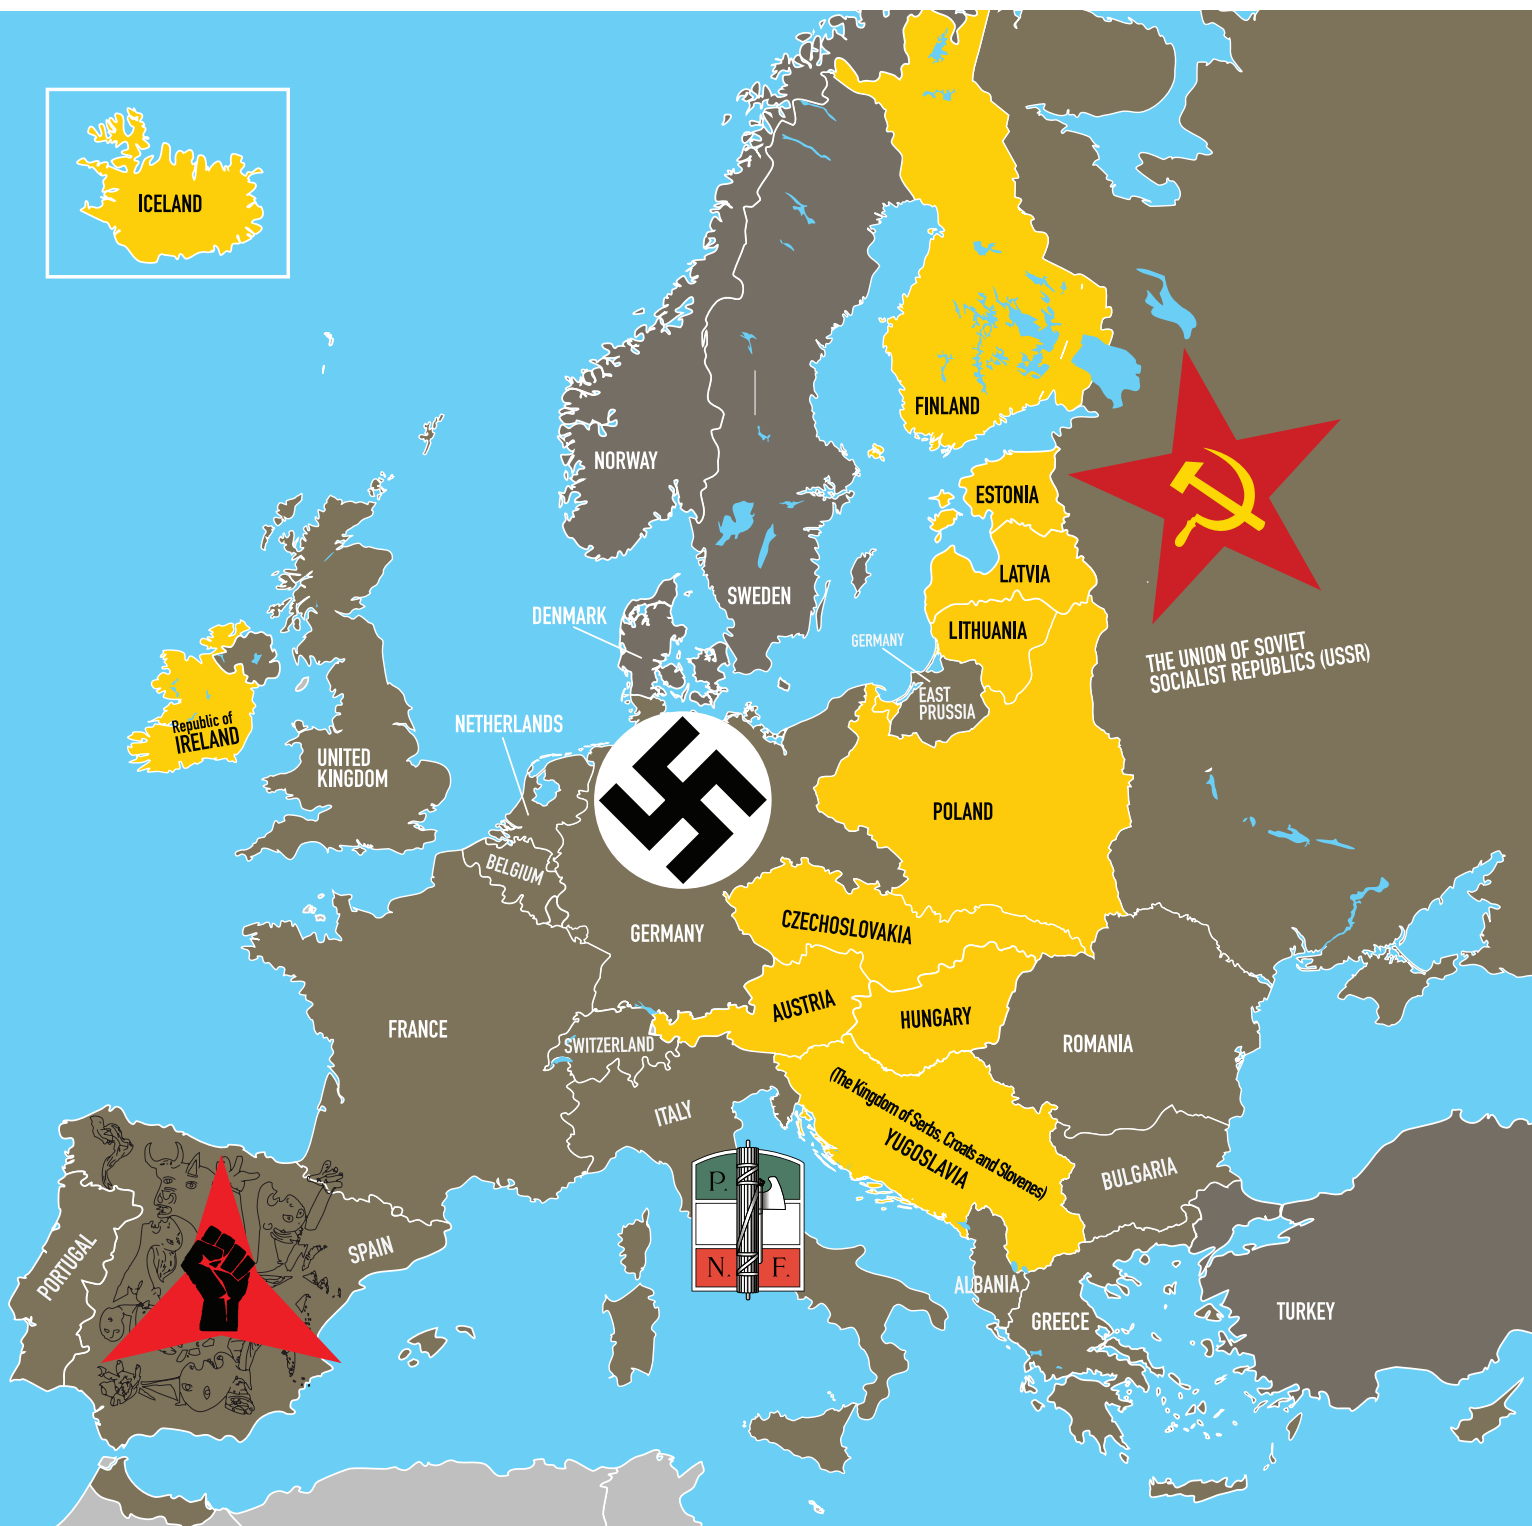 ICELAND
FINLAND
NORWAY
ESTONIA
LATVIA
SWEDEN
DENMARK
LITHUANIA
GERMANY
THE UNION OF SOVIET
SOCIALIST REPUBLICS (USSR)
EAST
PRUSSIA
NETHERLANDS
Republic of
IRELAND
UNITED
KINGDOM
POLAND
BELGIUM
CZECHOSLOVAKIA
GERMANY
AUSTRIA
HUNGARY
FRANCE
SWITZERLAND
ROMANIA
ITALY
(The Kingdom of Serbs, Croats and Slovenes)
YUGOSLAVIA
BULGARIA
P.
N. F.
PORTUGAL
SPAIN
ALBANIA
GREECE
TURKEY